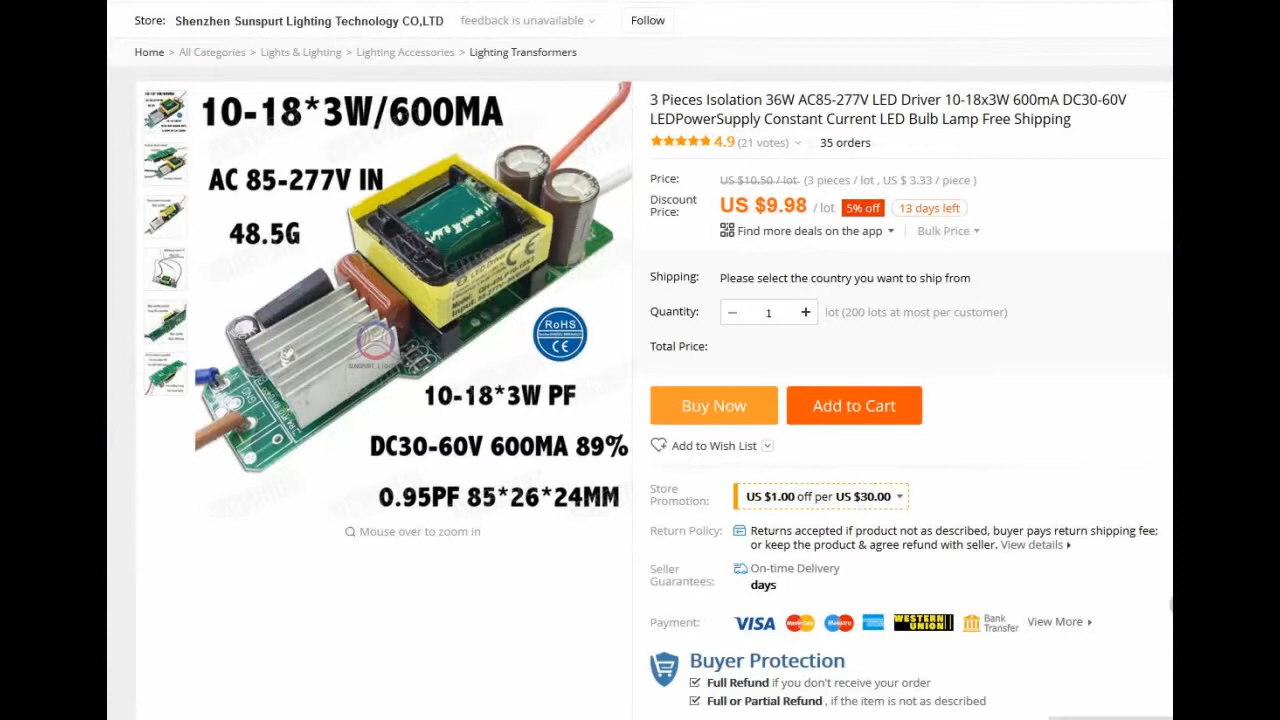 Store: Shenzhen Sunspurt Lighting Technology CO,LTD feedback is unavailable Follow
Home > All Categories > Lights & Lighting > Lighting Accessories > Lighting Transformers
10-18*3W/600MA
AC 85-277V IN
48.5G
LED Driver
RoHS
CE
SUNSPURT LIGHT
10-18*3W PF
DC30-60V 600MA 89%
0.95PF 85*26*24MM
Mouse over to zoom in
3 Pieces Isolation 36W AC85-277V LED Driver 10-18x3W 600mA DC30-60V
LEDPowerSupply Constant Current LED Bulb Lamp Free Shipping
4.9 (21 votes) 35 orders
Price: US $10.50 / lot (3 pieces / lot , US $ 3.33 / piece )
Discount
Price: US $9.98 / lot 5% off 13 days left
Find more deals on the app Bulk Price
Shipping: Please select the country you want to ship from
Quantity: – 1 + lot (200 lots at most per customer)
Total Price:
Buy Now Add to Cart
Add to Wish List
Store
Promotion: US $1.00 off per US $30.00
Return Policy: Returns accepted if product not as described, buyer pays return shipping fee;
or keep the product & agree refund with seller. View details
Seller
Guarantees: On-time Delivery
days
Payment: VISA MasterCard Maestro WESTERN UNION Bank Transfer View More
Buyer Protection
Full Refund if you don't receive your order
Full or Partial Refund , if the item is not as described